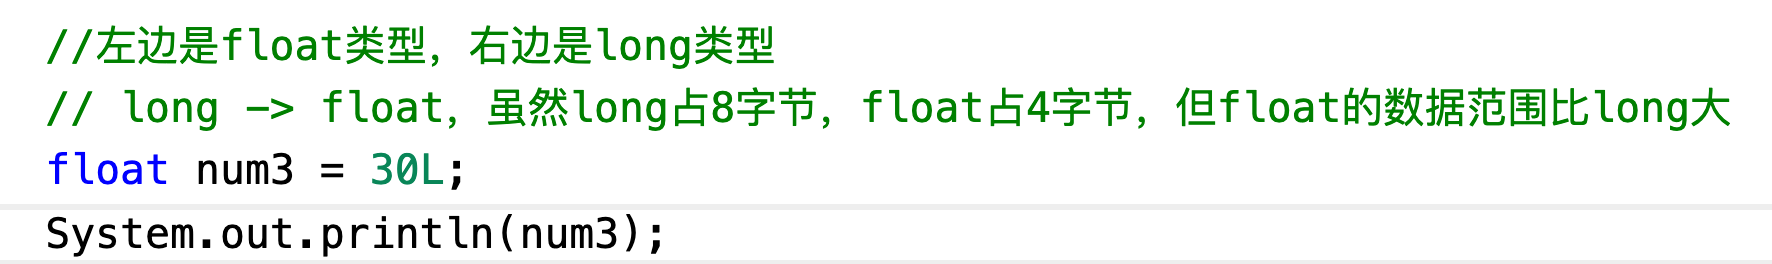 //左边是float类型，右边是long类型
// long -> float，虽然long占8字节，float占4字节，但float的数据范围比long大
float num3 = 30L;
System.out.println(num3);